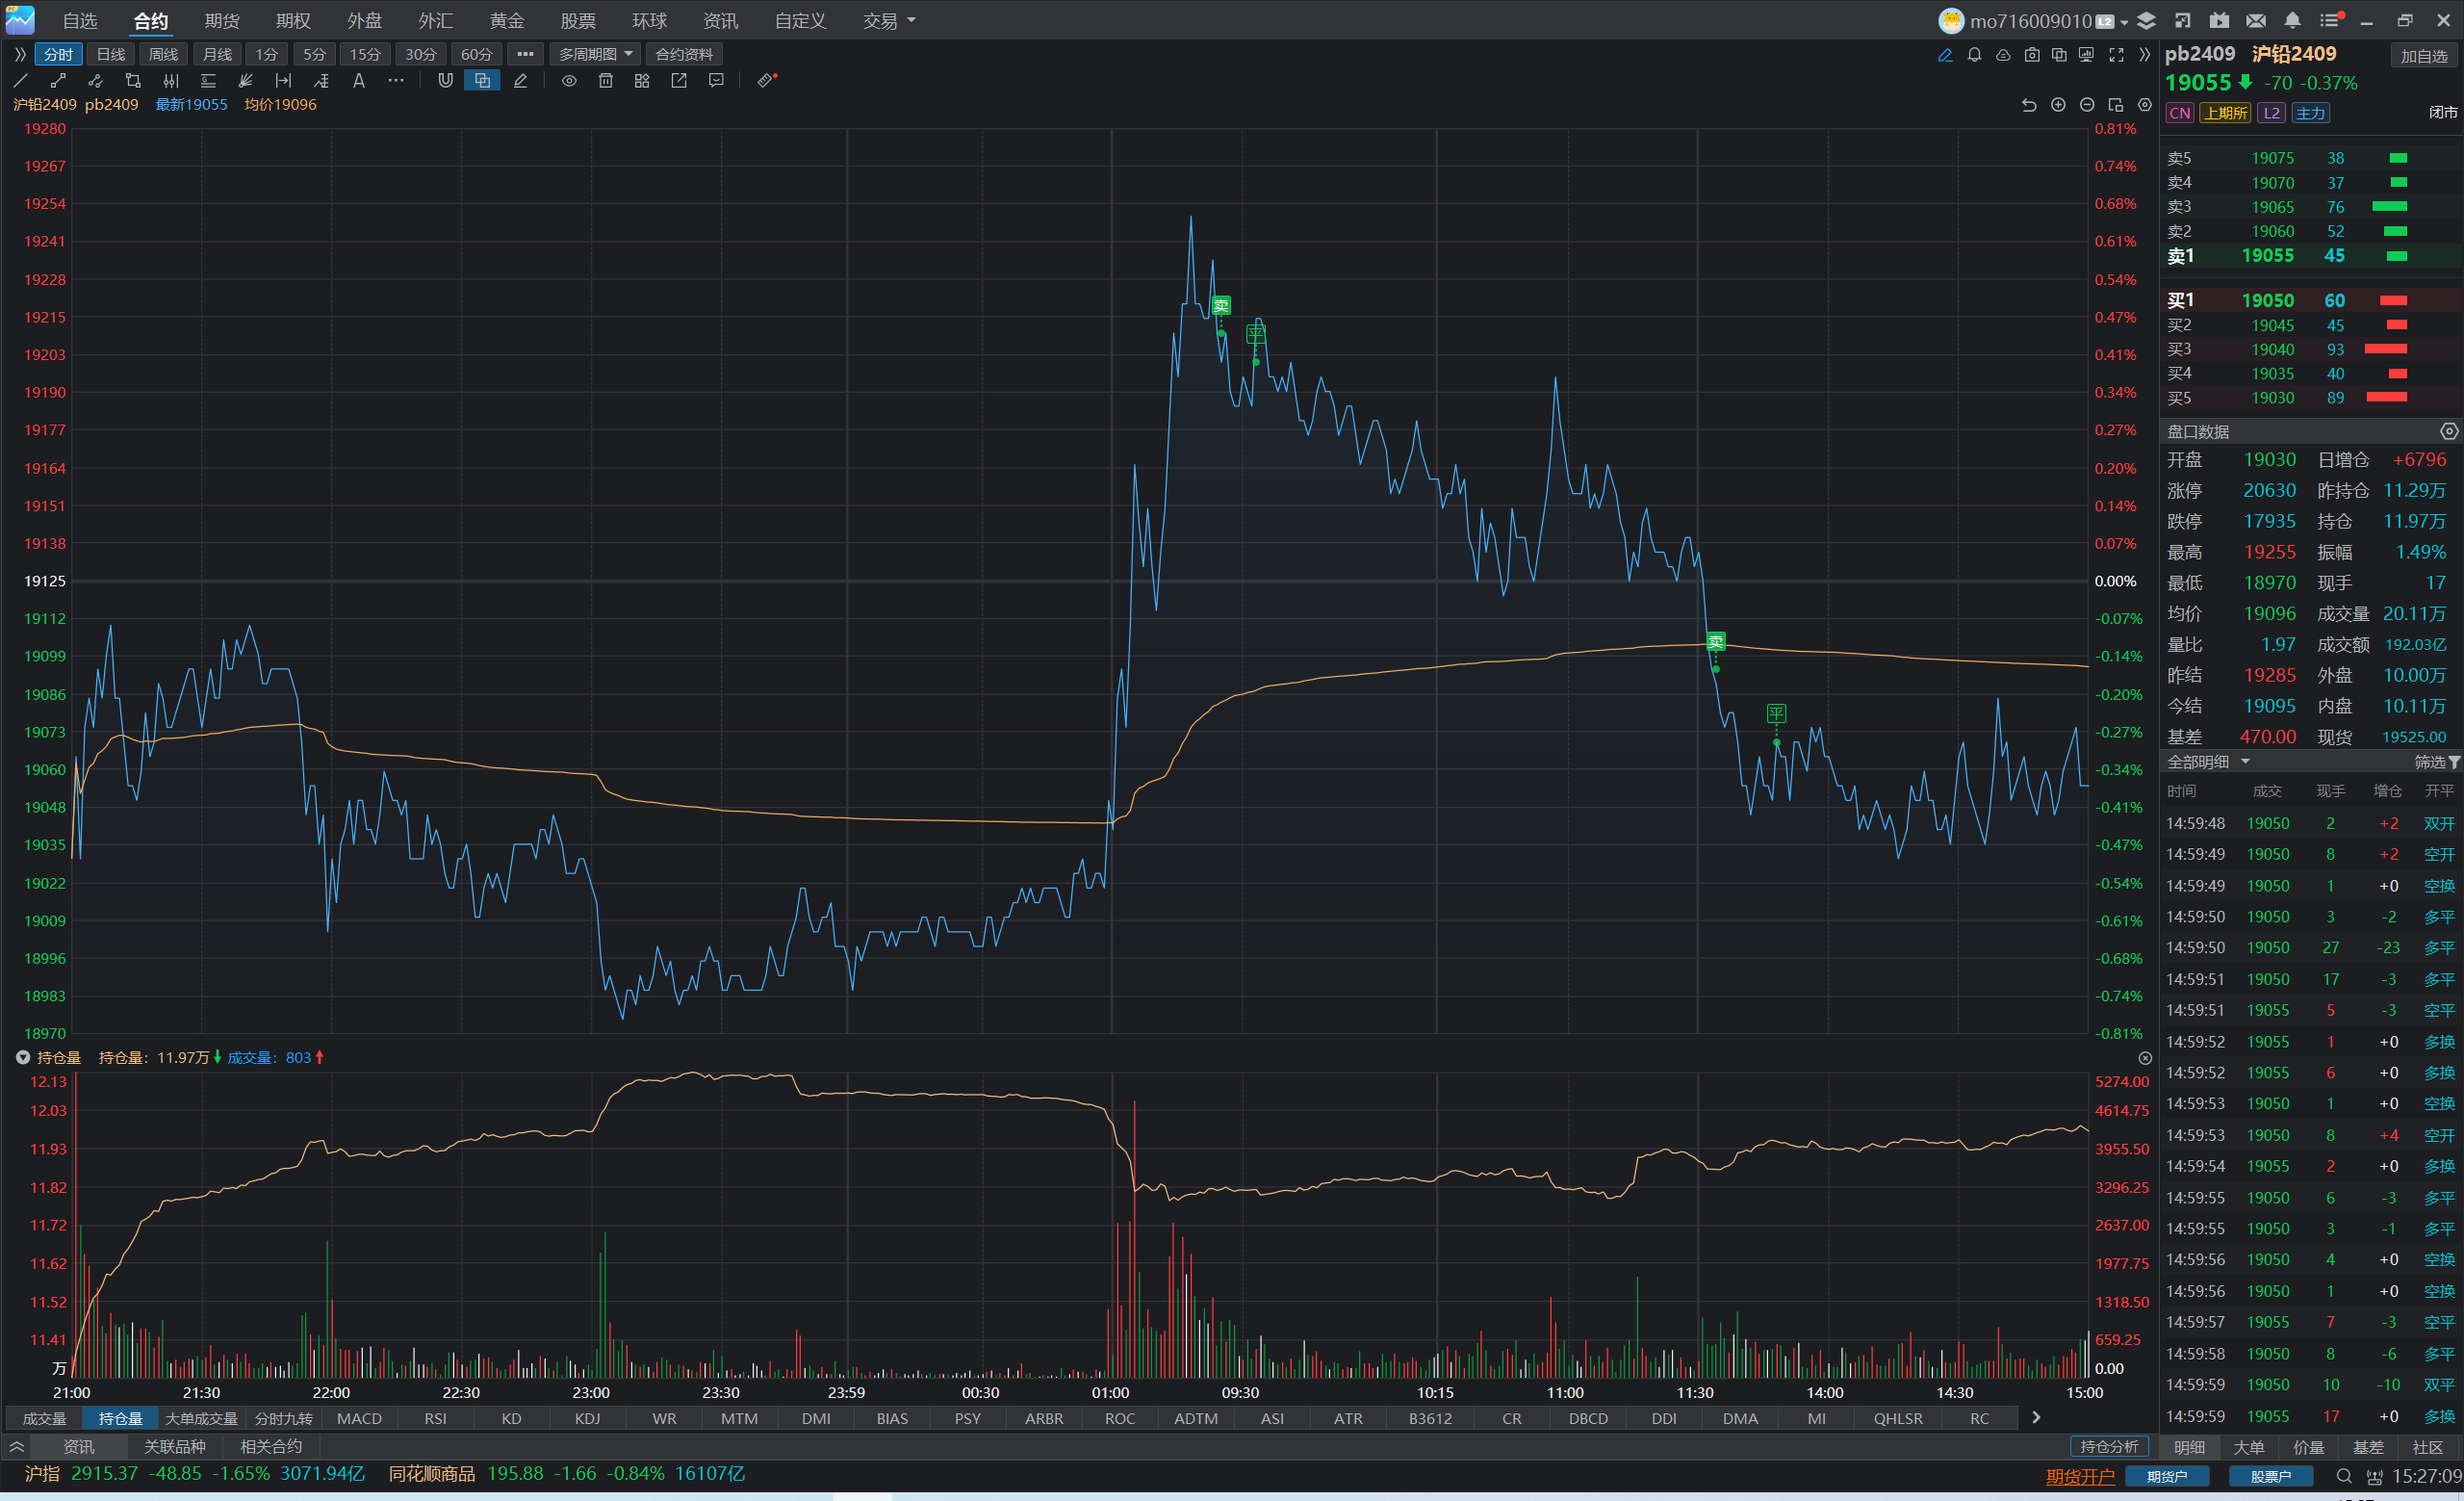 自选 合约 期货 期权 外盘 外汇 黄金 股票 环球 资讯 自定义 交易 mo716009010 L2
分时 日线 周线 月线 1分 5分 15分 30分 60分 ••• 多周期图 合约资料
沪铅2409 pb2409 最新19055 均价19096
19280 0.81%
19267 0.74%
19254 0.68%
19241 0.61%
19228 0.54%
19215 0.47%
19203 0.41%
19190 0.34%
19177 0.27%
19164 0.20%
19151 0.14%
19138 0.07%
19125 0.00%
19112 -0.07%
19099 -0.14%
19086 -0.20%
19073 -0.27%
19060 -0.34%
19048 -0.41%
19035 -0.47%
19022 -0.54%
19009 -0.61%
18996 -0.68%
18983 -0.74%
18970 -0.81%
卖
平
卖
平
持仓量 持仓量: 11.97万 成交量: 803
12.13 5274.00
12.03 4614.75
11.93 3955.50
11.82 3296.25
11.72 2637.00
11.62 1977.75
11.52 1318.50
11.41 659.25
万 0.00
21:00 21:30 22:00 22:30 23:00 23:30 23:59 00:30 01:00 09:30 10:15 11:00 11:30 14:00 14:30 15:00
成交量 持仓量 大单成交量 分时九转 MACD RSI KD KDJ WR MTM DMI BIAS PSY ARBR ROC ADTM ASI ATR B3612 CR DBCD DDI DMA MI QHLSR RC
资讯 关联品种 相关合约 持仓分析
pb2409 沪铅2409 加自选
19055 -70 -0.37%
CN 上期所 L2 主力 闭市
卖5 19075 38
卖4 19070 37
卖3 19065 76
卖2 19060 52
卖1 19055 45
买1 19050 60
买2 19045 45
买3 19040 93
买4 19035 40
买5 19030 89
盘口数据
开盘 19030 日增仓 +6796
涨停 20630 昨持仓 11.29万
跌停 17935 持仓 11.97万
最高 19255 振幅 1.49%
最低 18970 现手 17
均价 19096 成交量 20.11万
量比 1.97 成交额 192.03亿
昨结 19285 外盘 10.00万
今结 19095 内盘 10.11万
基差 470.00 现货 19525.00
全部明细 筛选
时间 成交 现手 增仓 开平
14:59:48 19050 2 +2 双开
14:59:49 19050 8 +2 空开
14:59:49 19050 1 +0 空换
14:59:50 19050 3 -2 多平
14:59:50 19050 27 -23 多平
14:59:51 19050 17 -3 多平
14:59:51 19055 5 -3 空平
14:59:52 19055 1 +0 多换
14:59:52 19055 6 +0 多换
14:59:53 19050 1 +0 空换
14:59:53 19050 8 +4 空开
14:59:54 19055 2 +0 多换
14:59:55 19050 6 -3 多平
14:59:55 19050 3 -1 多平
14:59:56 19050 4 +0 空换
14:59:56 19050 1 +0 空换
14:59:57 19055 7 -3 空平
14:59:58 19050 8 -6 多平
14:59:59 19050 10 -10 双平
14:59:59 19055 17 +0 多换
明细 大单 价量 基差 社区
沪指 2915.37 -48.85 -1.65% 3071.94亿 同花顺商品 195.88 -1.66 -0.84% 16107亿 期货开户 期货户 股票户 15:27:09